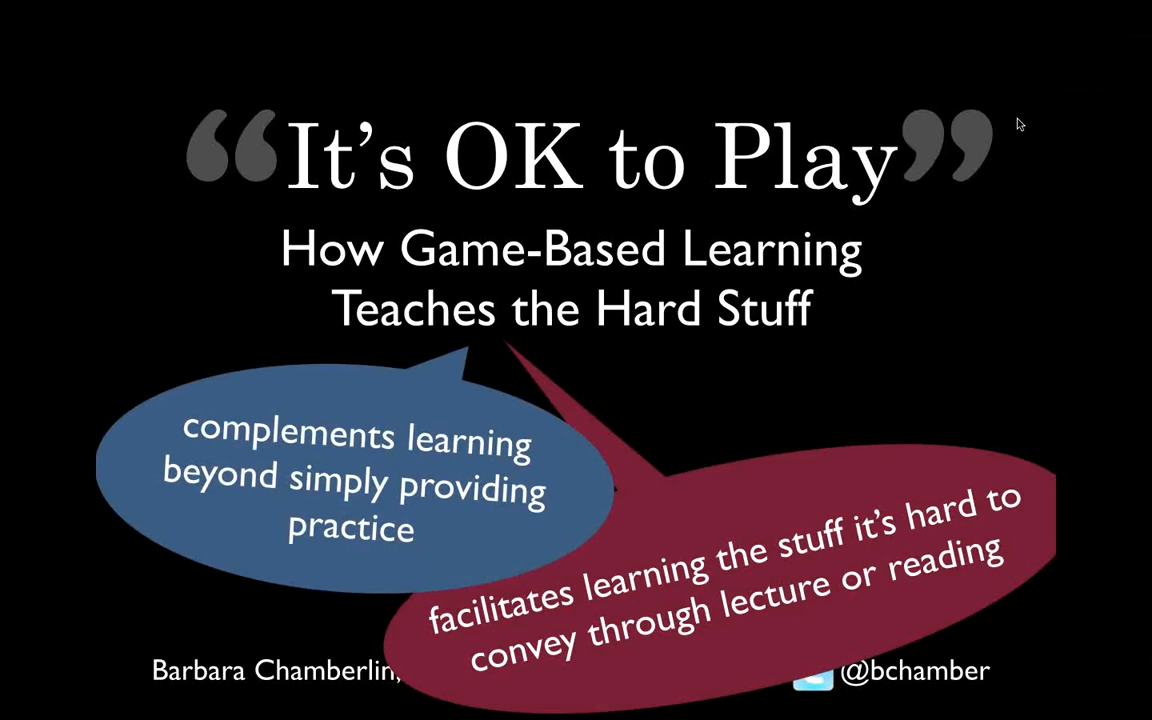 “It’s OK to Play”
How Game-Based Learning
Teaches the Hard Stuff
complements learning
beyond simply providing
practice
facilitates learning the stuff it’s hard to
convey through lecture or reading
Barbara Chamberlin,
@bchamber